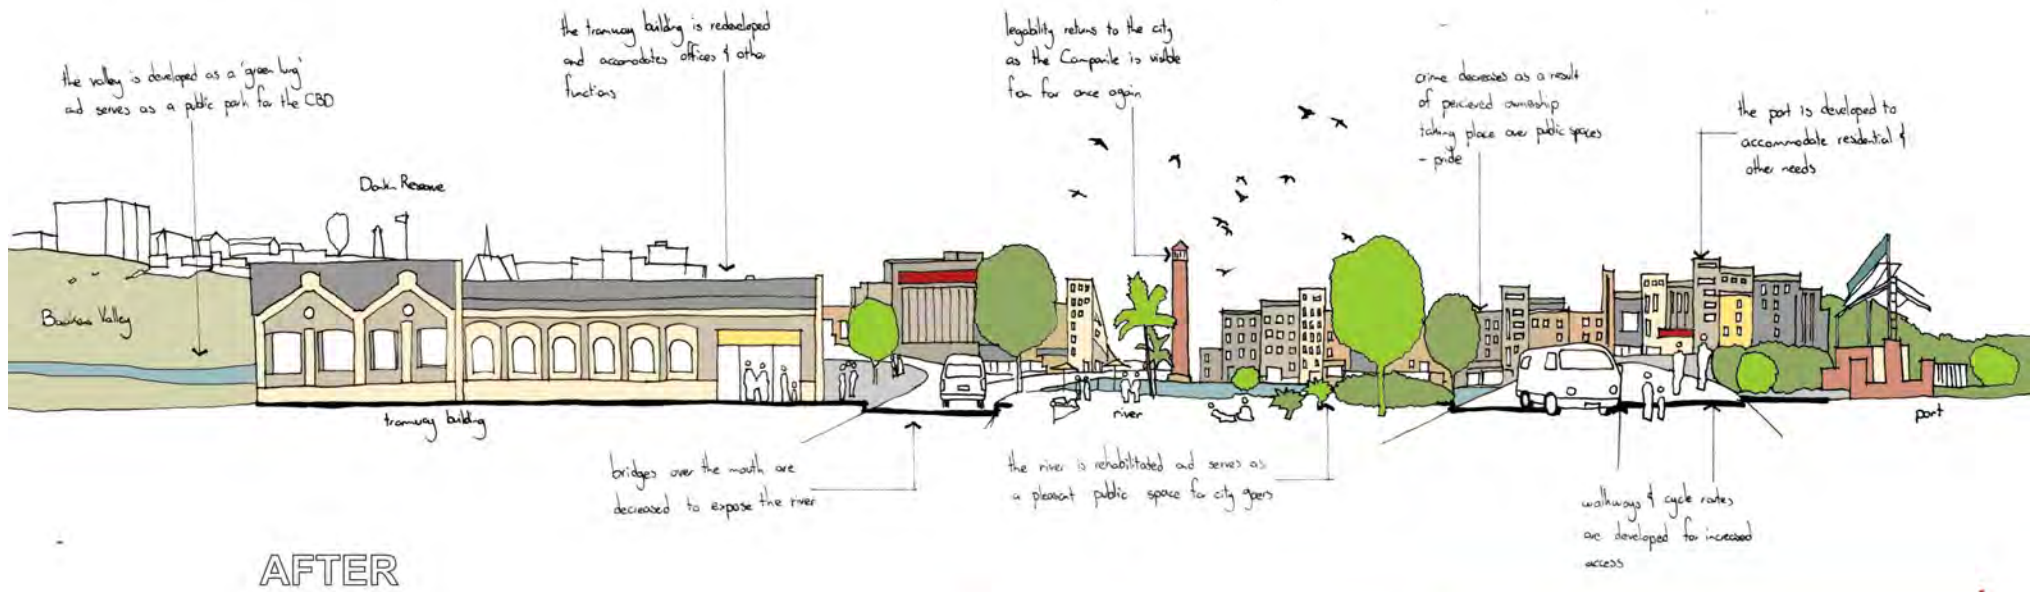 the valley is developed as a 'green lung'
and serves as a public park for the CBD
the tramway building is redeveloped
and accomodates offices & other
functions
legability returns to the city
as the Campanile is visible
from far once again
crime decreases as a result
of percieved ownership
taking place over public spaces
- pride
the port is developed to
accommodate residential &
other needs
Donkin Reserve
Baakens Valley
tramway building
river
port
bridges over the mouth are
decreased to expose the river
the river is rehabilitated and serves as
a pleasant public space for city goers
walkways & cycle routes
are developed for increased
access
AFTER